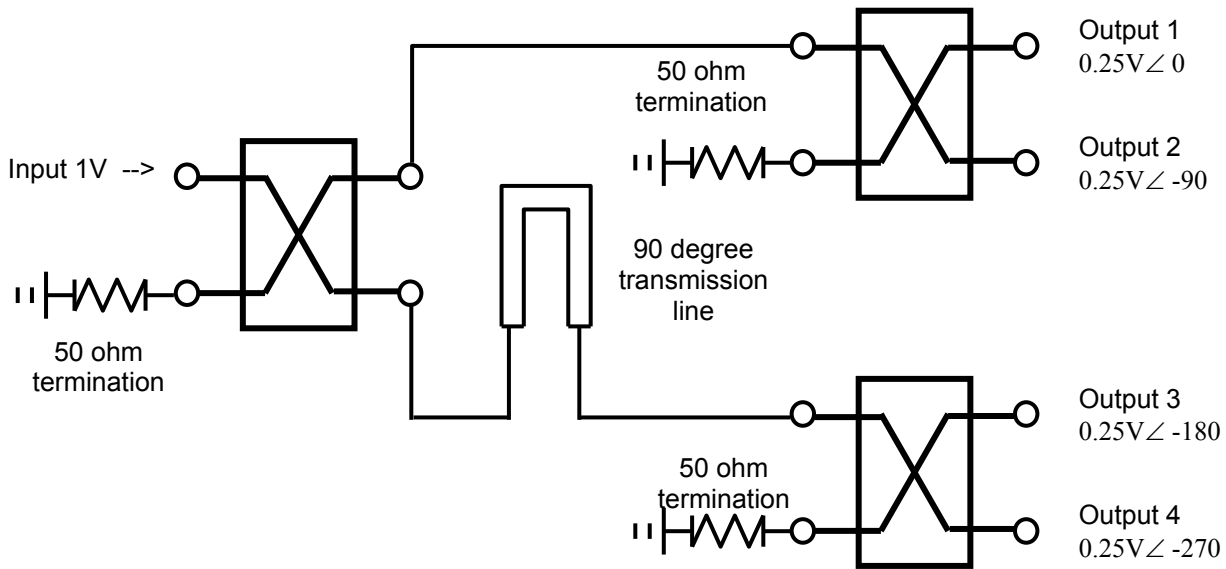 Output 1
0.25V∠ 0
50 ohm
termination
Output 2
0.25V∠ -90
Input 1V -->
90 degree
transmission
line
50 ohm
termination
Output 3
0.25V∠ -180
50 ohm
termination
Output 4
0.25V∠ -270